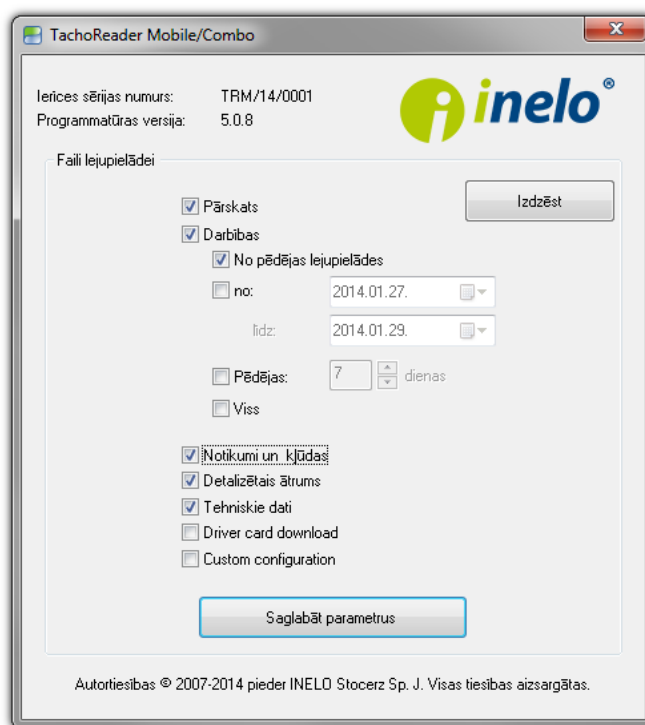 TachoReader Mobile/Combo
Ierīces sērijas numurs: TRM/14/0001
Programmatūras versija: 5.0.8
inelo®
Faili lejupielādei
Izdzēst
Pārskats
Darbības
No pēdējas lejupielādes
no: 2014.01.27.
līdz: 2014.01.29.
Pēdējas: 7 dienas
Viss
Notikumi un kļūdas
Detalizētais ātrums
Tehniskie dati
Driver card download
Custom configuration
Saglabāt parametrus
Autortiesības © 2007-2014 pieder INELO Stocerz Sp. J. Visas tiesības aizsargātas.